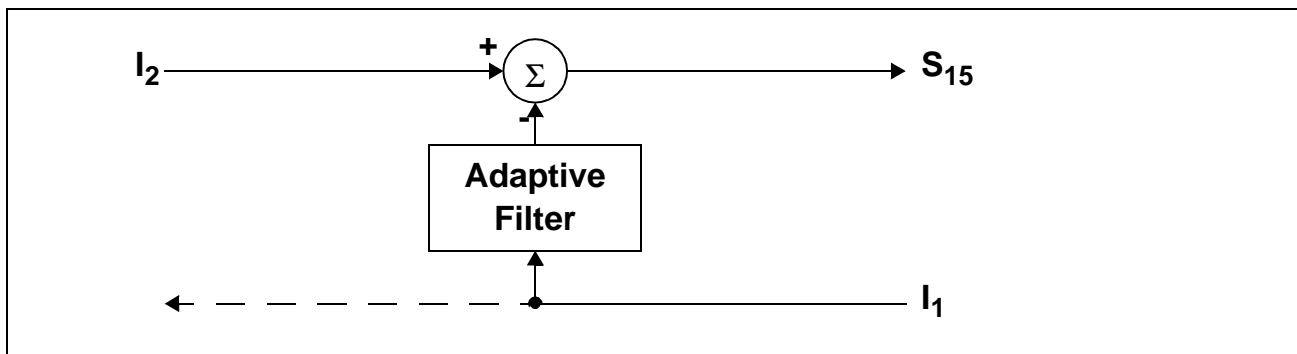 +
I2
Σ
S15
-
Adaptive
Filter
I1